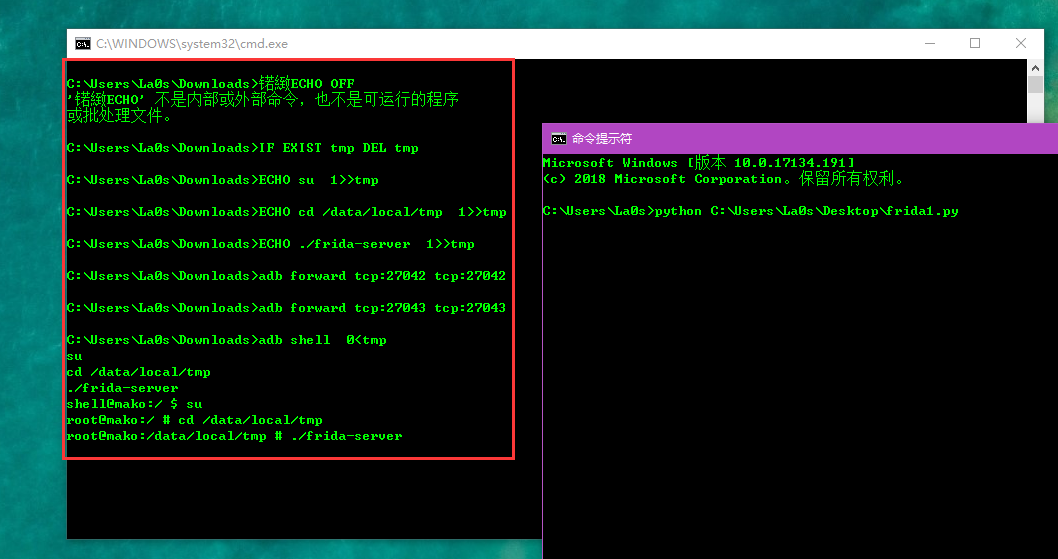 C:\WINDOWS\system32\cmd.exe
C:\Users\La0s\Downloads>锘緻ECHO OFF
'锘緻ECHO' 不是内部或外部命令，也不是可运行的程序
或批处理文件。
C:\Users\La0s\Downloads>IF EXIST tmp DEL tmp
C:\Users\La0s\Downloads>ECHO su  1>>tmp
C:\Users\La0s\Downloads>ECHO cd /data/local/tmp  1>>tmp
C:\Users\La0s\Downloads>ECHO ./frida-server  1>>tmp
C:\Users\La0s\Downloads>adb forward tcp:27042 tcp:27042
C:\Users\La0s\Downloads>adb forward tcp:27043 tcp:27043
C:\Users\La0s\Downloads>adb shell  0<tmp
su
cd /data/local/tmp
./frida-server
shell@mako:/ $ su
root@mako:/ # cd /data/local/tmp
root@mako:/data/local/tmp # ./frida-server
命令提示符
Microsoft Windows [版本 10.0.17134.191]
(c) 2018 Microsoft Corporation。保留所有权利。
C:\Users\La0s>python C:\Users\La0s\Desktop\frida1.py